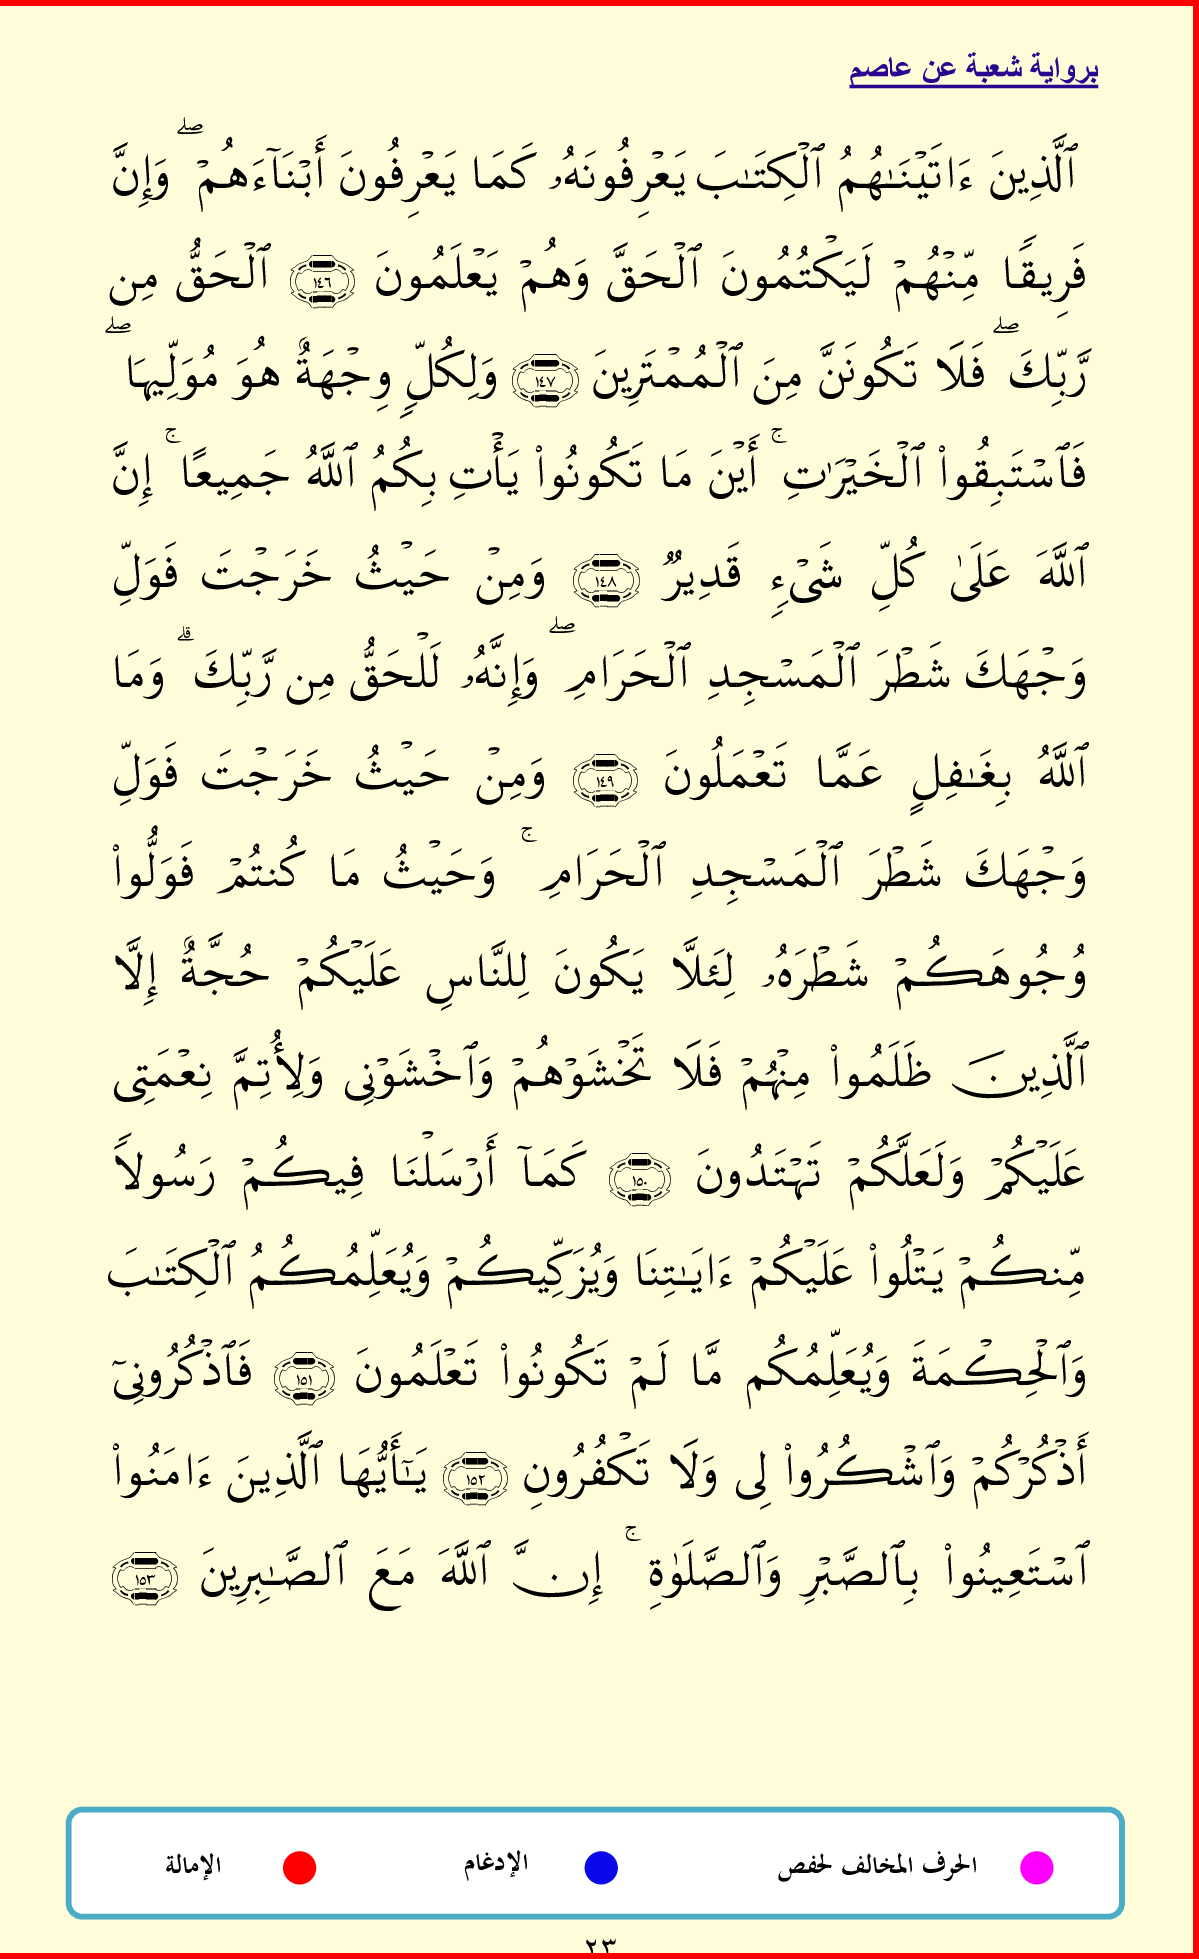 برواية شعبة عن عاصم
ٱلَّذِينَ ءَاتَيۡنَـٰهُمُ ٱلۡكِتَـٰبَ يَعۡرِفُونَهُۥ كَمَا يَعۡرِفُونَ أَبۡنَآءَهُمۡۖ وَإِنَّ
فَرِيقًا مِّنۡهُمۡ لَيَكۡتُمُونَ ٱلۡحَقَّ وَهُمۡ يَعۡلَمُونَ ١٤٦ ٱلۡحَقُّ مِن
رَّبِّكَۖ فَلَا تَكُونَنَّ مِنَ ٱلۡمُمۡتَرِينَ ١٤٧ وَلِكُلٍّ وِجۡهَةٌ هُوَ مُوَلِّيهَاۖ
فَٱسۡتَبِقُواْ ٱلۡخَيۡرَٰتِۚ أَيۡنَ مَا تَكُونُواْ يَأۡتِ بِكُمُ ٱللَّهُ جَمِيعًاۚ إِنَّ
ٱللَّهَ عَلَىٰ كُلِّ شَىۡءٍ قَدِيرٌ ١٤٨ وَمِنۡ حَيۡثُ خَرَجۡتَ فَوَلِّ
وَجۡهَكَ شَطۡرَ ٱلۡمَسۡجِدِ ٱلۡحَرَامِۖ وَإِنَّهُۥ لَلۡحَقُّ مِن رَّبِّكَۗ وَمَا
ٱللَّهُ بِغَـٰفِلٍ عَمَّا تَعۡمَلُونَ ١٤٩ وَمِنۡ حَيۡثُ خَرَجۡتَ فَوَلِّ
وَجۡهَكَ شَطۡرَ ٱلۡمَسۡجِدِ ٱلۡحَرَامِۚ وَحَيۡثُ مَا كُنتُمۡ فَوَلُّواْ
وُجُوهَكُمۡ شَطۡرَهُۥ لِئَلَّا يَكُونَ لِلنَّاسِ عَلَيۡكُمۡ حُجَّةٌ إِلَّا
ٱلَّذِينَ ظَلَمُواْ مِنۡهُمۡ فَلَا تَخۡشَوۡهُمۡ وَٱخۡشَوۡنِى وَلِأُتِمَّ نِعۡمَتِى
عَلَيۡكُمۡ وَلَعَلَّكُمۡ تَهۡتَدُونَ ١٥٠ كَمَآ أَرۡسَلۡنَا فِيكُمۡ رَسُولاً
مِّنكُمۡ يَتۡلُواْ عَلَيۡكُمۡ ءَايَـٰتِنَا وَيُزَكِّيكُمۡ وَيُعَلِّمُكُمُ ٱلۡكِتَـٰبَ
وَٱلۡحِكۡمَةَ وَيُعَلِّمُكُم مَّا لَمۡ تَكُونُواْ تَعۡلَمُونَ ١٥١ فَٱذۡكُرُونِىٓ
أَذۡكُرۡكُمۡ وَٱشۡكُرُواْ لِى وَلَا تَكۡفُرُونِ ١٥٢ يَـٰٓأَيُّهَا ٱلَّذِينَ ءَامَنُواْ
ٱسۡتَعِينُواْ بِٱلصَّبۡرِ وَٱلصَّلَوٰةِۚ إِنَّ ٱللَّهَ مَعَ ٱلصَّـٰبِرِينَ ١٥٣
الحرف المخالف لحفص الإدغام الإمالة
٢٣